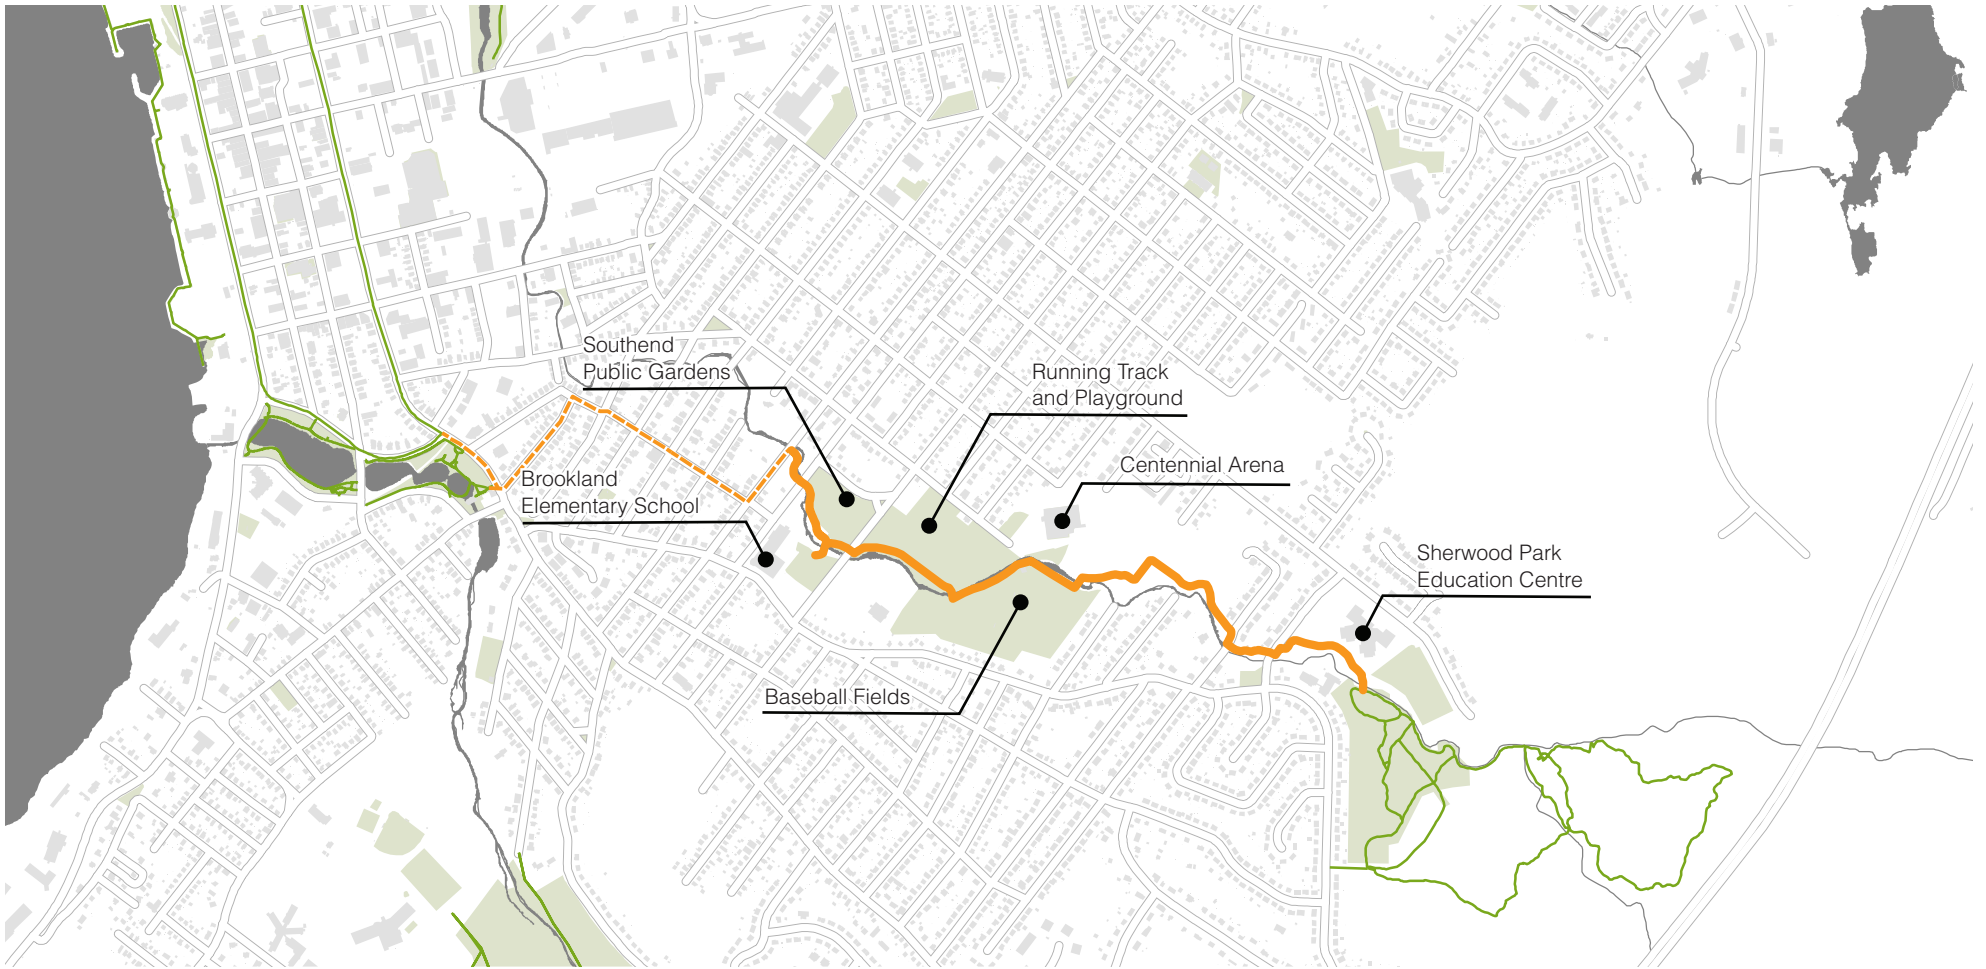 Southend
Public Gardens
Running Track
and Playground
Centennial Arena
Brookland
Elementary School
Sherwood Park
Education Centre
Baseball Fields